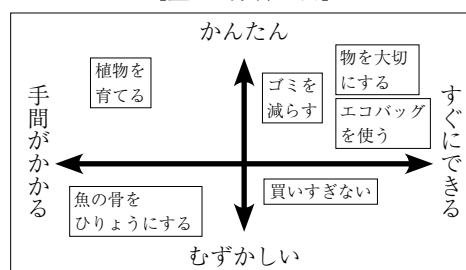 かんたん
植物を
育てる
ゴミを
減らす
物を大切
にする
エコバッグ
を使う
手間がかかる
すぐにできる
魚の骨を
ひりょうにする
買いすぎない
むずかしい